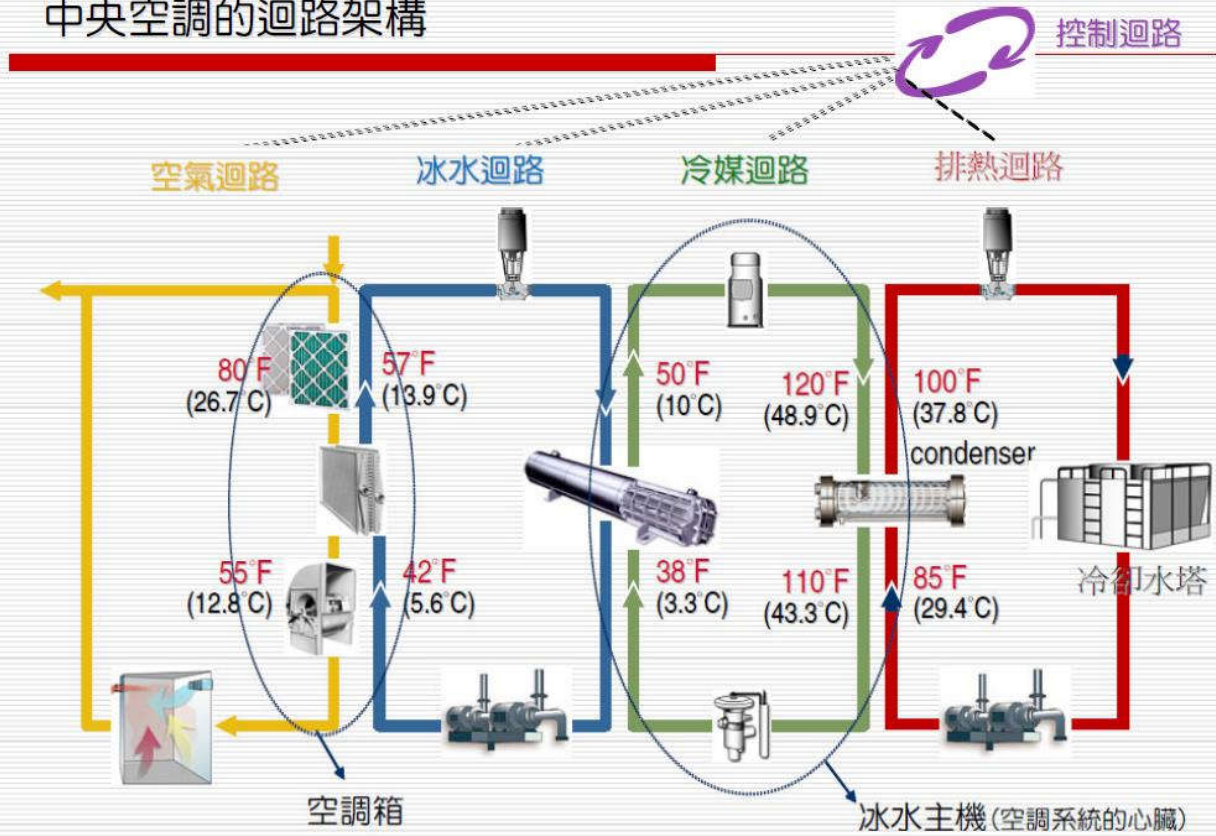 中央空調的迴路架構
控制迴路
空氣迴路
冰水迴路
冷媒迴路
排熱迴路
80°F
(26.7°C)
57°F
(13.9°C)
50°F
(10°C)
120°F
(48.9°C)
100°F
(37.8°C)
condenser
55°F
(12.8°C)
42°F
(5.6°C)
38°F
(3.3°C)
110°F
(43.3°C)
85°F
(29.4°C)
冷卻水塔
空調箱
冰水主機(空調系統的心臟)